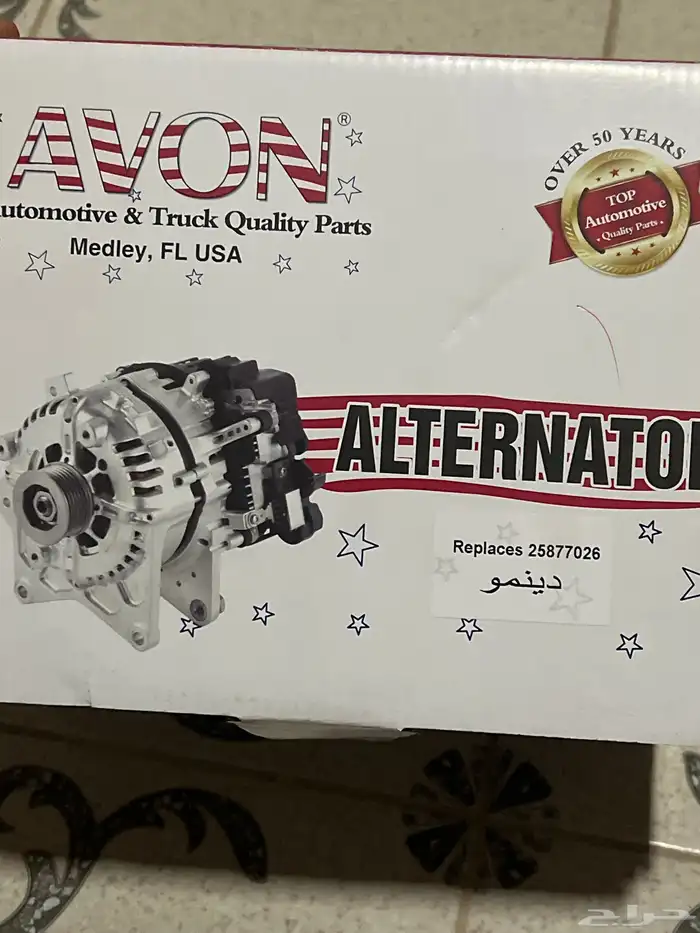 AVON®
Automotive & Truck Quality Parts
Medley, FL USA
OVER 50 YEARS
TOP
Automotive
Quality Parts
ALTERNATO
Replaces 25877026
دينمو
حراج